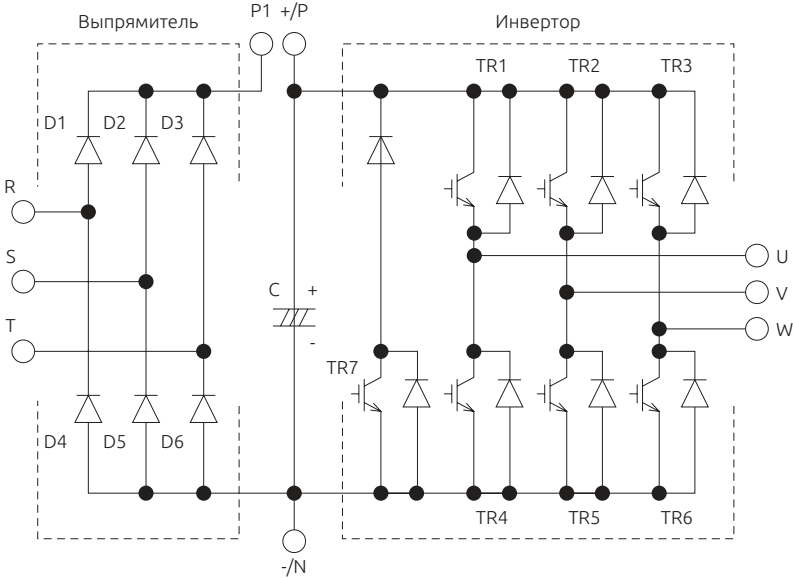 P1 +/P
Выпрямитель
Инвертор
TR1 TR2 TR3
D1 D2 D3
R
S
T
U
V
W
C +
-
TR7
D4 D5 D6
TR4 TR5 TR6
-/N